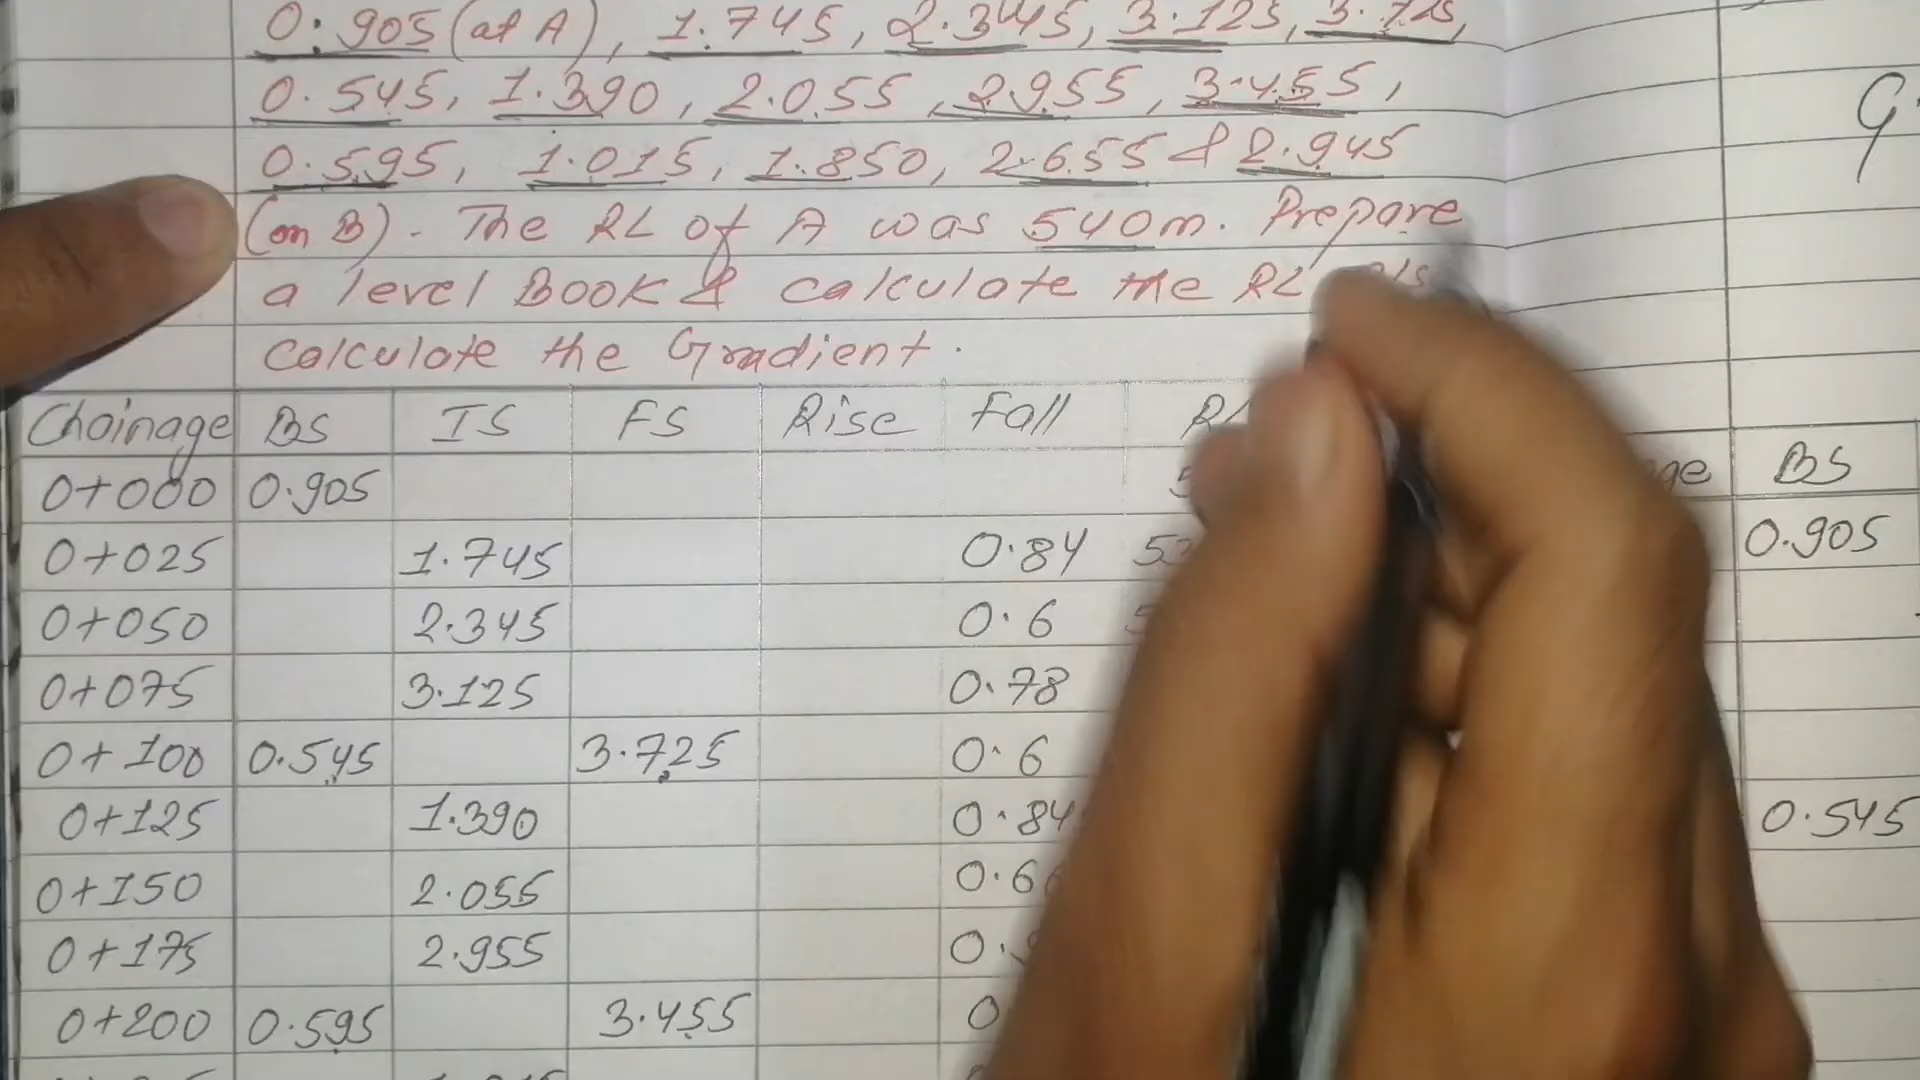 0.905 (at A), 1.745, 2.345, 3.125, 3.725,
0.545, 1.390, 2.055, 2.955, 3.455,
0.595, 1.015, 1.850, 2.655 & 2.945
(on B). The RL of A was 540m. Prepare
a level Book & calculate the RL
calculate the Gradient.
Chainage BS IS FS Rise Fall
0+000 0.905
0+025 1.745 0.84
0+050 2.345 0.6
0+075 3.125 0.78
0+100 0.545 3.725 0.6
0+125 1.390 0.84
0+150 2.055
0+175 2.955
0+200 0.595 3.455
BS
0.905
0.545